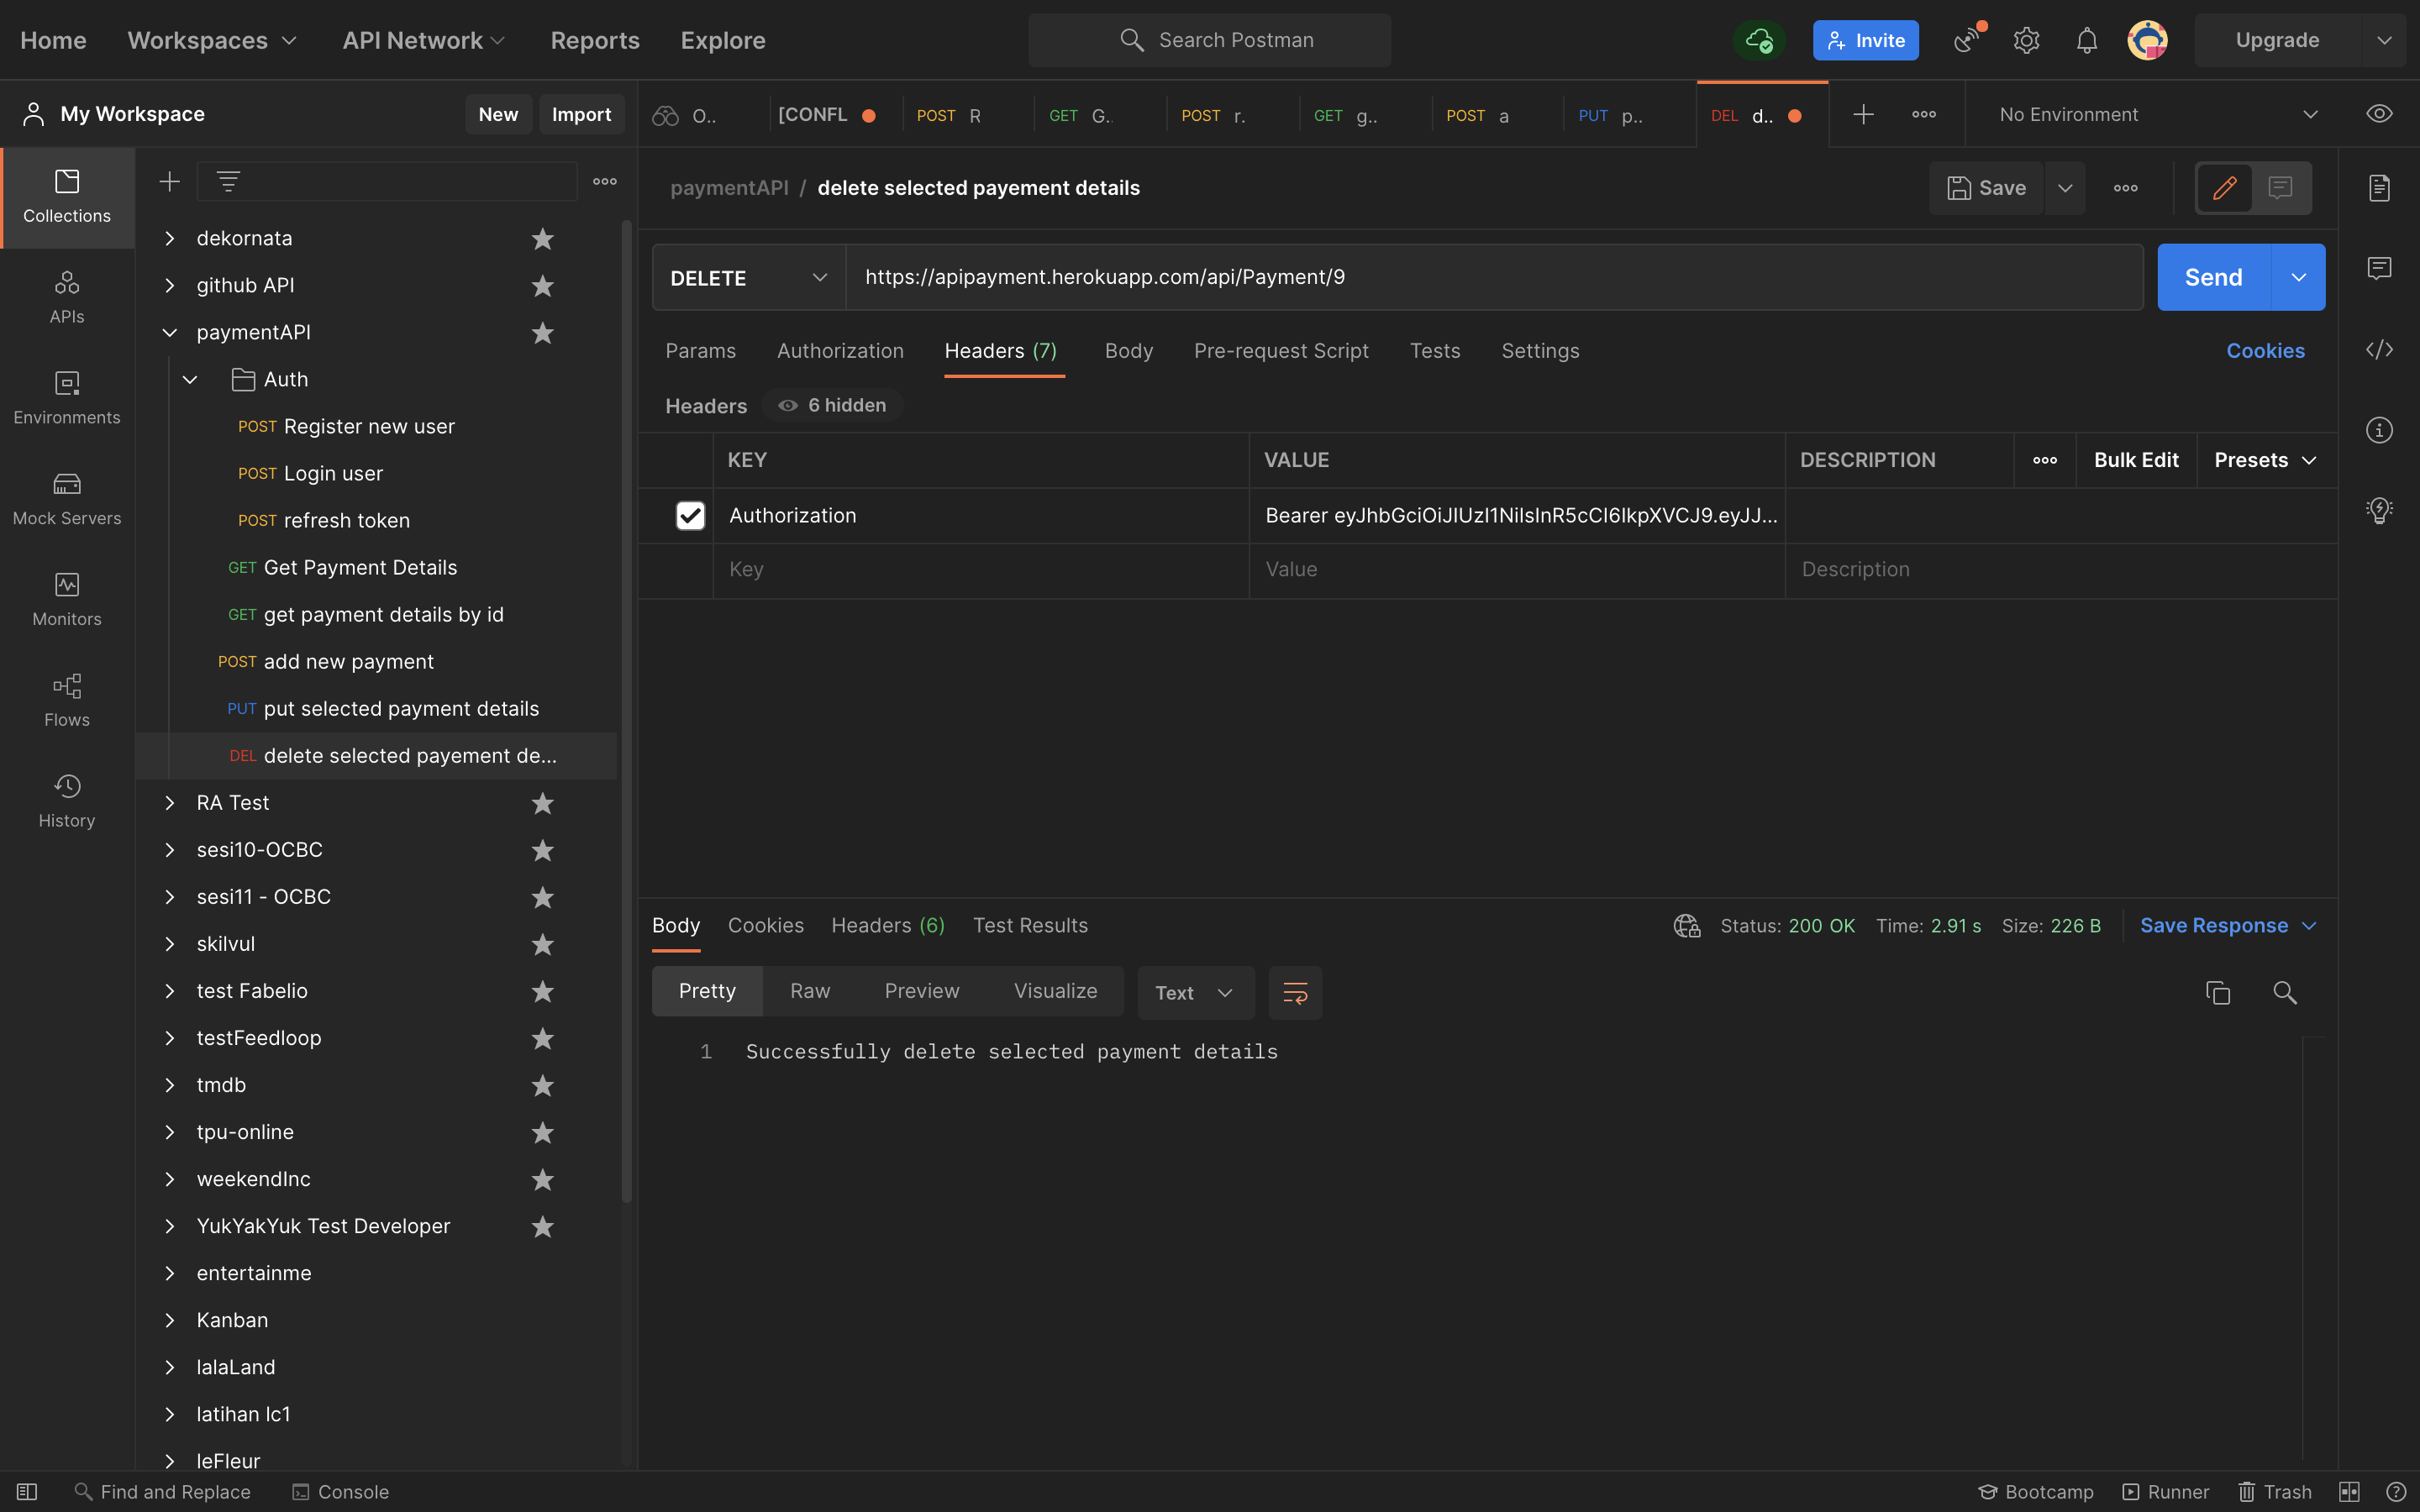 Home Workspaces API Network Reports Explore Search Postman Invite Upgrade
My Workspace New Import O.. [CONFL POST R GET G.. POST r. GET g.. POST a PUT p.. DEL d.. No Environment
Collections
APIs
Environments
Mock Servers
Monitors
Flows
History
dekornata
github API
paymentAPI
Auth
POST Register new user
POST Login user
POST refresh token
GET Get Payment Details
GET get payment details by id
POST add new payment
PUT put selected payment details
DEL delete selected payement de...
RA Test
sesi10-OCBC
sesi11 - OCBC
skilvul
test Fabelio
testFeedloop
tmdb
tpu-online
weekendInc
YukYakYuk Test Developer
entertainme
Kanban
lalaLand
latihan lc1
leFleur
paymentAPI / delete selected payement details Save
DELETE https://apipayment.herokuapp.com/api/Payment/9 Send
Params Authorization Headers (7) Body Pre-request Script Tests Settings Cookies
Headers 6 hidden
KEY VALUE DESCRIPTION Bulk Edit Presets
Authorization Bearer eyJhbGciOiJIUzI1NiIsInR5cCI6IkpXVCJ9.eyJJ...
Key Value Description
Body Cookies Headers (6) Test Results Status: 200 OK Time: 2.91 s Size: 226 B Save Response
Pretty Raw Preview Visualize Text
1 Successfully delete selected payment details
Find and Replace Console Bootcamp Runner Trash